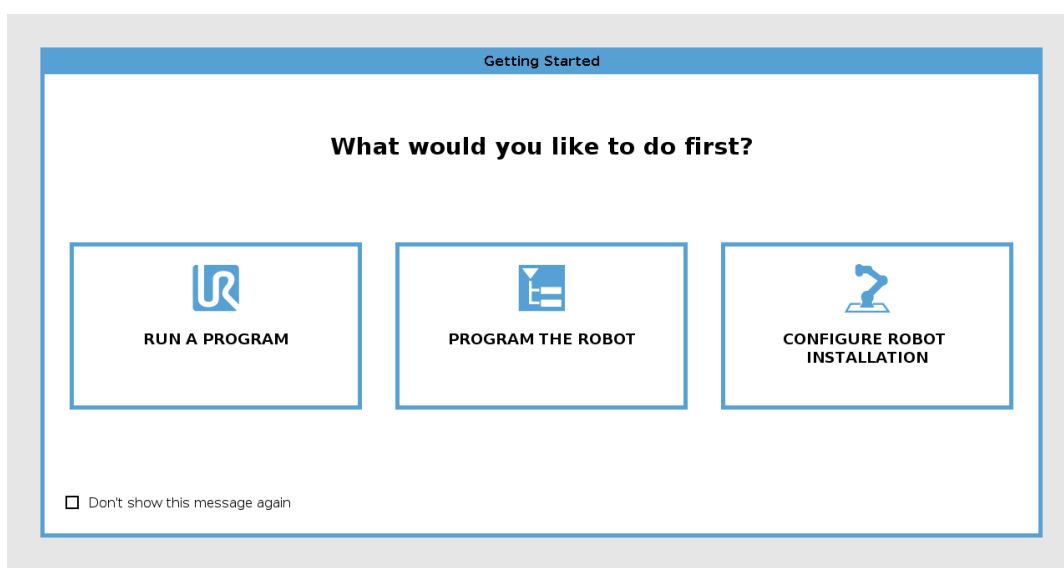 Getting Started
What would you like to do first?
RUN A PROGRAM
PROGRAM THE ROBOT
CONFIGURE ROBOT
INSTALLATION
Don't show this message again